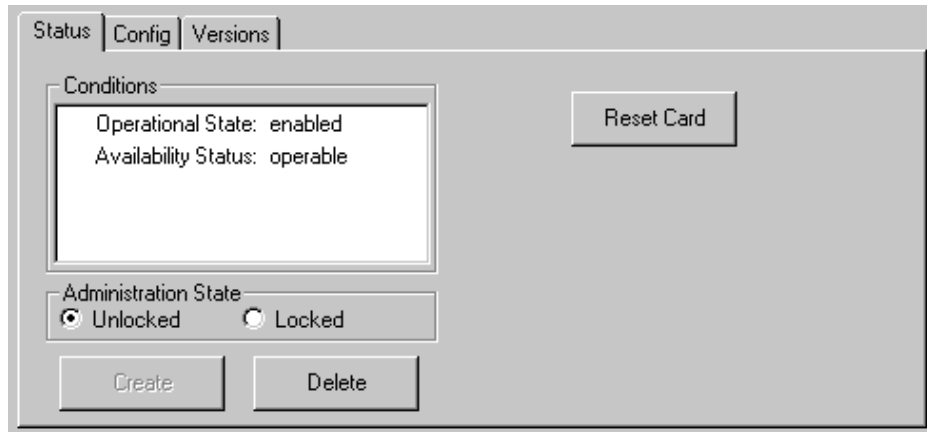 Status Config Versions
Conditions
Operational State: enabled
Availability Status: operable
Reset Card
Administration State
Unlocked Locked
Create Delete